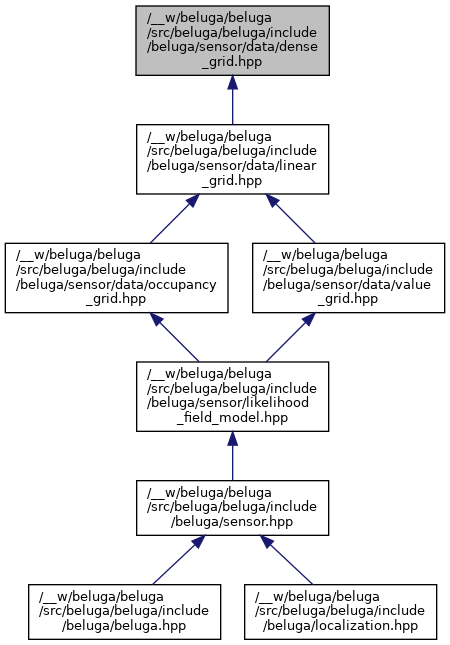 /__w/beluga/beluga
/src/beluga/beluga/include
/beluga/sensor/data/dense
_grid.hpp
/__w/beluga/beluga
/src/beluga/beluga/include
/beluga/sensor/data/linear
_grid.hpp
/__w/beluga/beluga
/src/beluga/beluga/include
/beluga/sensor/data/occupancy
_grid.hpp
/__w/beluga/beluga
/src/beluga/beluga/include
/beluga/sensor/data/value
_grid.hpp
/__w/beluga/beluga
/src/beluga/beluga/include
/beluga/sensor/likelihood
_field_model.hpp
/__w/beluga/beluga
/src/beluga/beluga/include
/beluga/sensor.hpp
/__w/beluga/beluga
/src/beluga/beluga/include
/beluga/beluga.hpp
/__w/beluga/beluga
/src/beluga/beluga/include
/beluga/localization.hpp